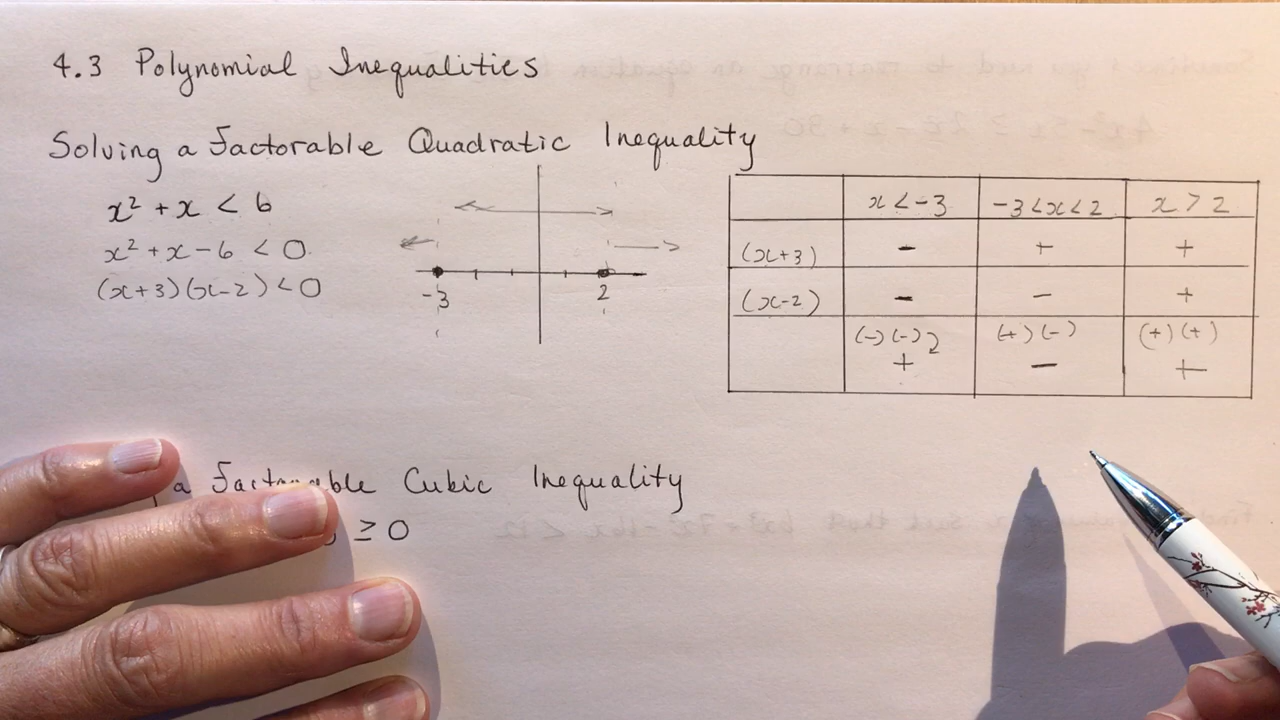 4.3 Polynomial Inequalities
Solving a Factorable Quadratic Inequality
x² + x < 6
x² + x - 6 < 0
(x+3)(x-2) < 0
-3 2
x < -3 -3 < x < 2 x > 2
(x+3) - + +
(x-2) - - +
(-)(-) (+)(-) (+)(+)
+ - +
a Factorable Cubic Inequality
≥ 0